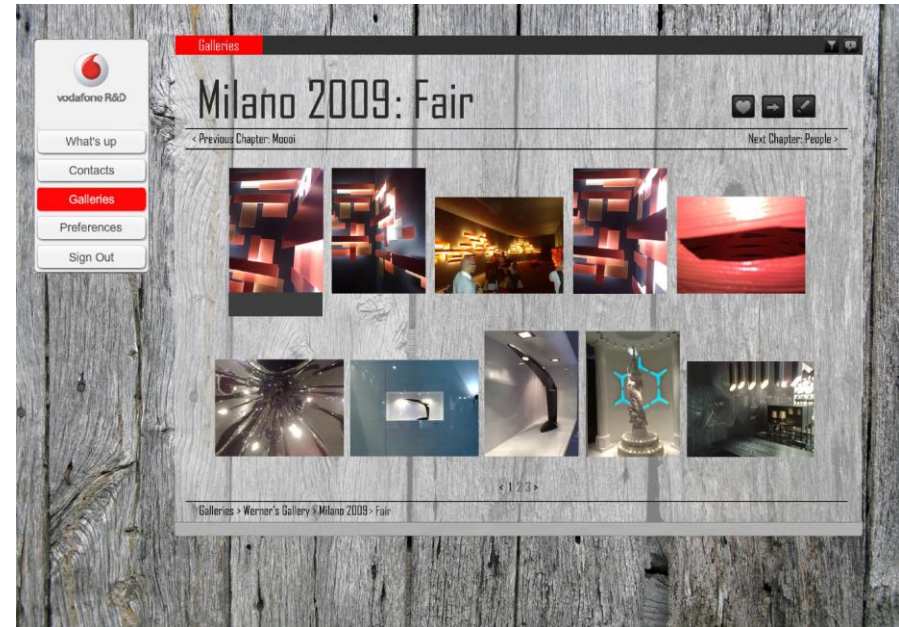 vodafone R&D
What's up
Contacts
Galleries
Preferences
Sign Out
Galleries
Milano 2009: Fair
< Previous Chapter: Moooi
Next Chapter: People >
< 1 2 3 >
Galleries > Werner's Gallery > Milano 2009 > Fair